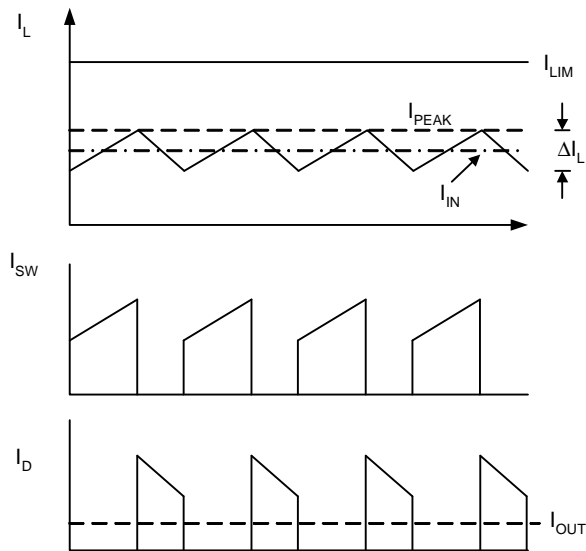 I_L
I_LIM
I_PEAK
ΔI_L
I_IN
I_SW
I_D
I_OUT